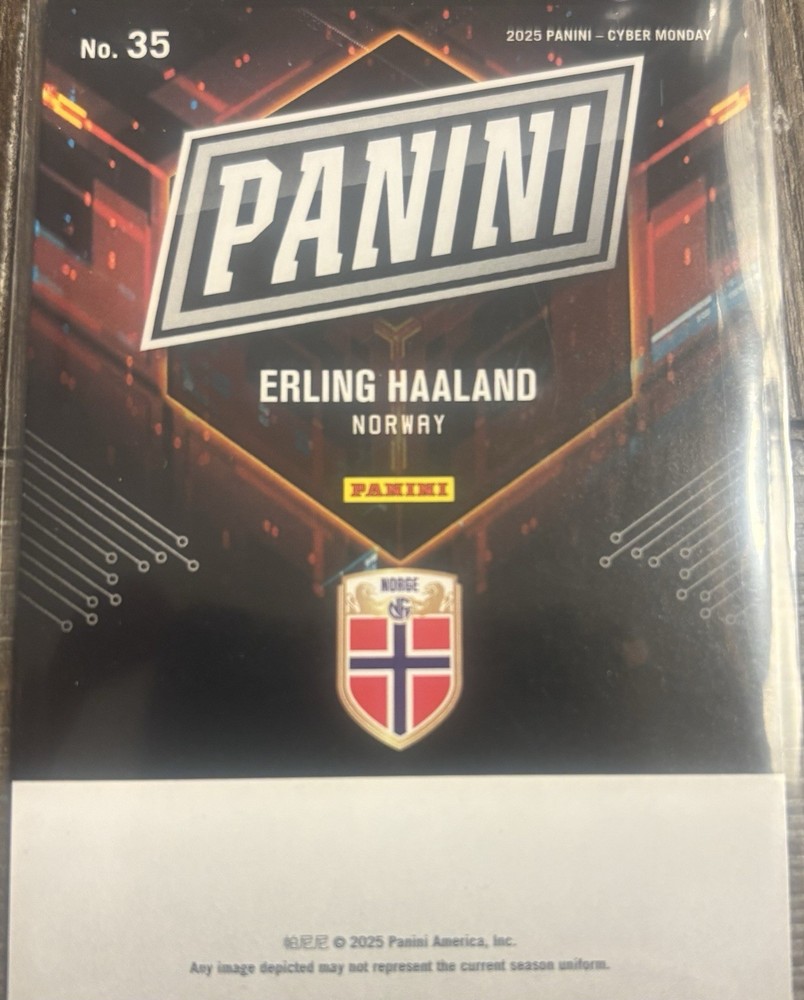 No. 35
2025 PANINI – CYBER MONDAY
PANINI
ERLING HAALAND
NORWAY
PANINI
NORGE
帕尼尼 © 2025 Panini America, Inc.
Any image depicted may not represent the current season uniform.